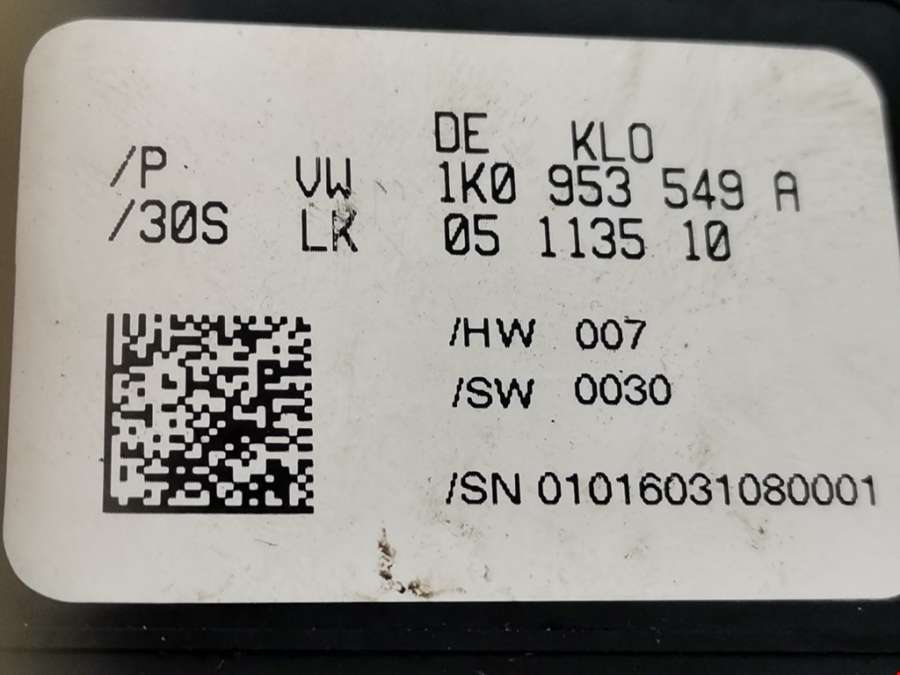 DE KLO
/P VW 1K0 953 549 A
/30S LK 05 1135 10
/HW 007
/SW 0030
/SN 01016031080001